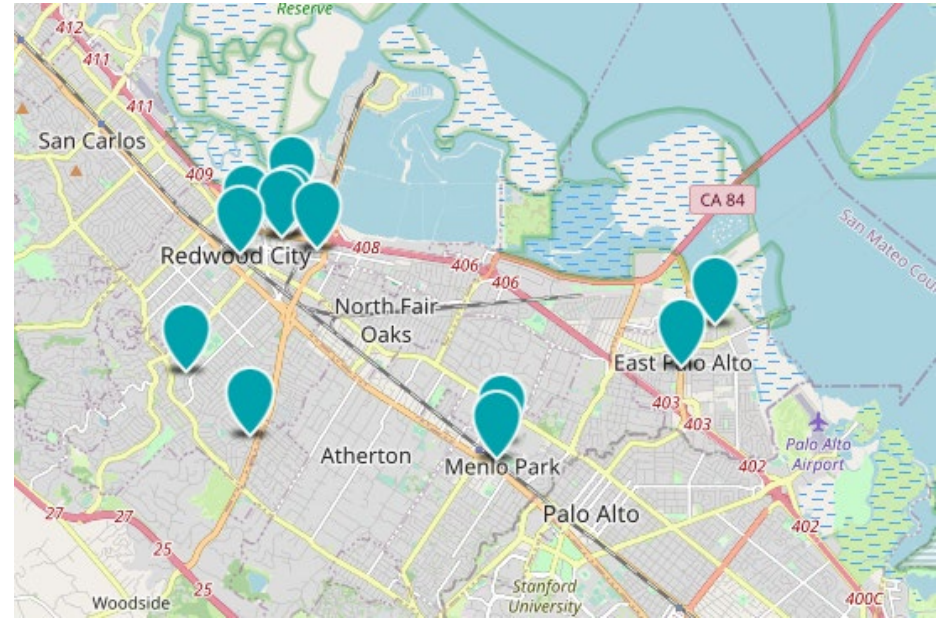 Reserve
412
411
411
San Carlos
409
CA 84
San Mateo Cou
Redwood City
408
406
406
North Fair
Oaks
East Palo Alto
403
403
Atherton
Menlo Park
402
Palo Alto
Airport
Palo Alto
402
27
27
25
25
Stanford
University
Woodside
400C